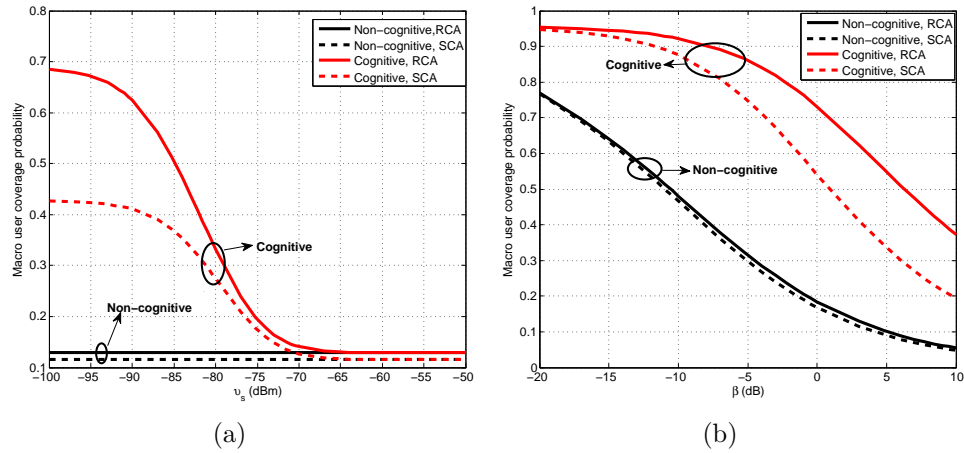 0.8
0.7
0.6
0.5
0.4
0.3
0.2
0.1
Macro user coverage probability
Non-cognitive,RCA
Non-cognitive, SCA
Cognitive, RCA
Cognitive, SCA
Cognitive
Non-cognitive
−100 −95 −90 −85 −80 −75 −70 −65 −60 −55 −50
υs (dBm)
(a)
1
0.9
0.8
0.7
0.6
0.5
0.4
0.3
0.2
0.1
0
Macro user coverage probability
Non-cognitive, RCA
Non-cognitive, SCA
Cognitive, RCA
Cognitive, SCA
Cognitive
Non-cognitive
−20 −15 −10 −5 0 5 10
β (dB)
(b)